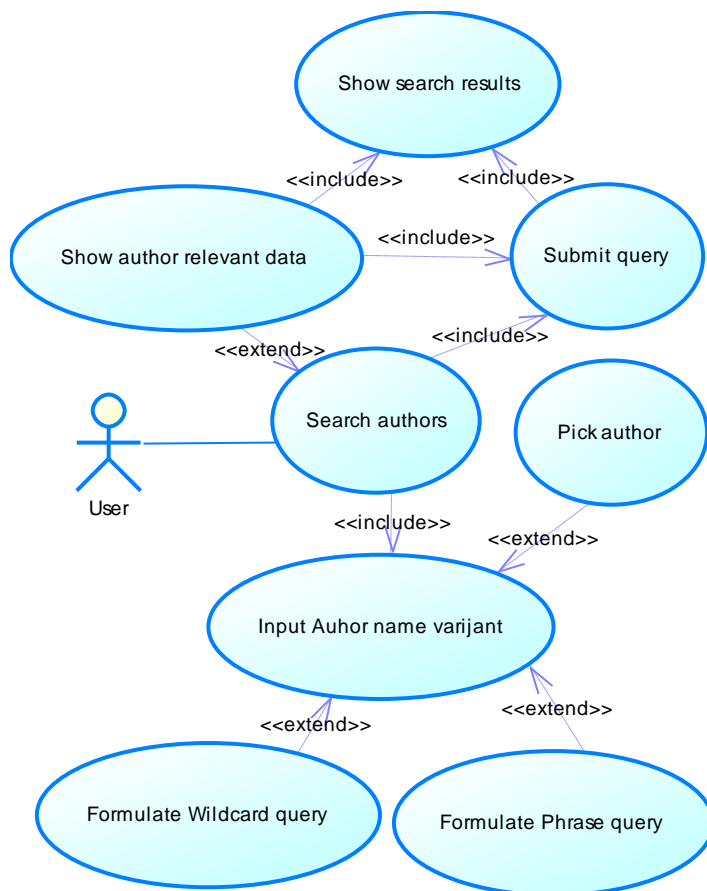 Show search results
<<include>>
<<include>>
<<include>>
Show author relevant data
Submit query
<<include>>
<<extend>>
Search authors
Pick author
User
<<include>>
<<extend>>
Input Auhor name varijant
<<extend>>
<<extend>>
Formulate Wildcard query
Formulate Phrase query